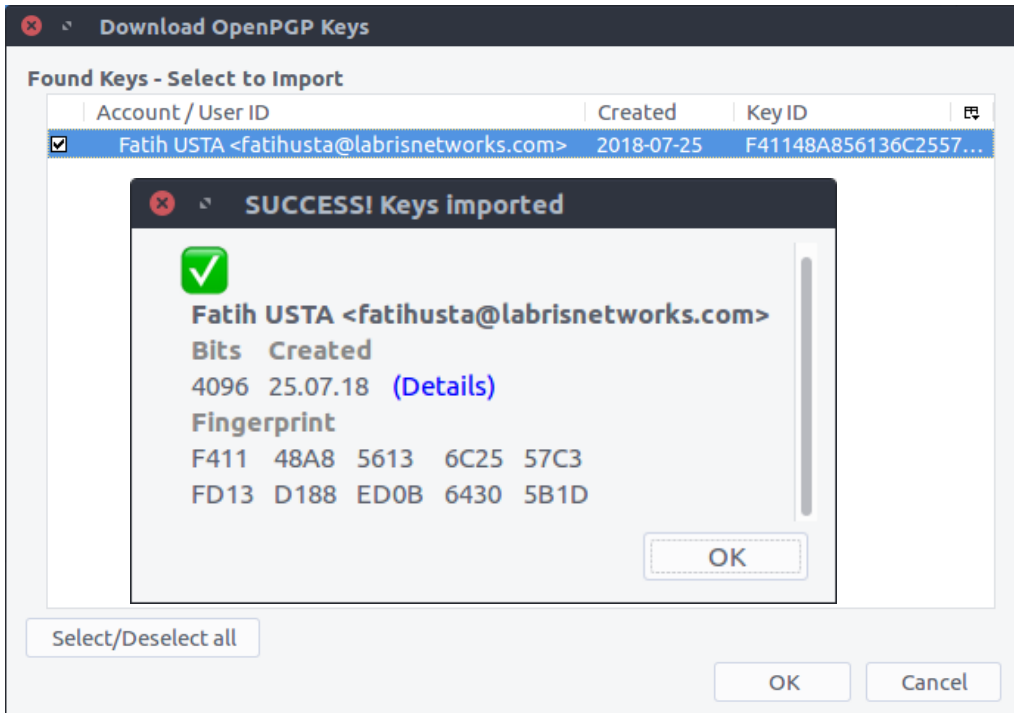 Download OpenPGP Keys
Found Keys - Select to Import
Account / User ID Created Key ID
Fatih USTA <fatihusta@labrisnetworks.com> 2018-07-25 F41148A856136C2557...
SUCCESS! Keys imported
Fatih USTA <fatihusta@labrisnetworks.com>
Bits Created
4096 25.07.18 (Details)
Fingerprint
F411 48A8 5613 6C25 57C3
FD13 D188 ED0B 6430 5B1D
OK
Select/Deselect all
OK Cancel